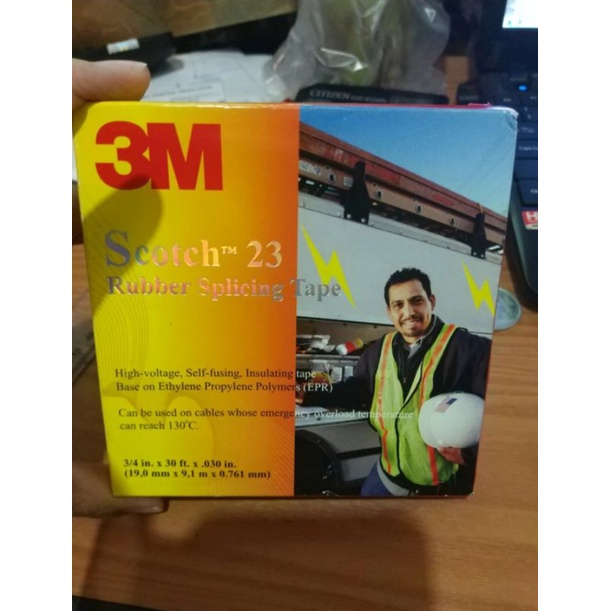 CITIZEN
3M
Scotch™ 23
Rubber Splicing Tape
High-voltage, Self-fusing, Insulating tape
Base on Ethylene Propylene Polymers (EPR)
Can be used on cables whose emergency overload temperature
can reach 130°C.
3/4 in. x 30 ft. x .030 in.
(19,0 mm x 9,1 m x 0.761 mm)